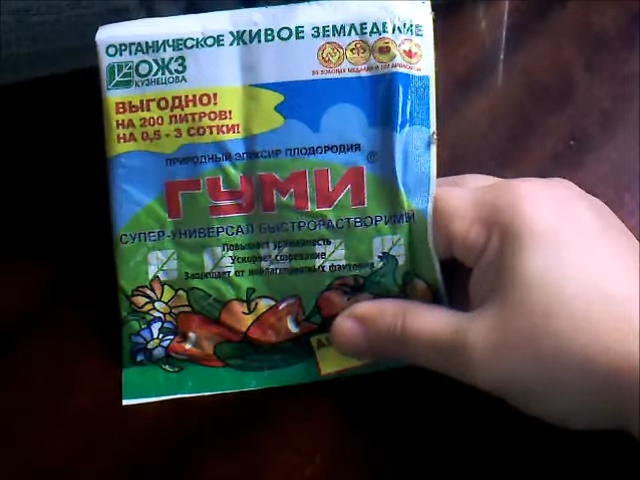 ОРГАНИЧЕСКОЕ ЖИВОЕ ЗЕМЛЕДЕЛИЕ
ОЖЗ
КУЗНЕЦОВА
ВЫГОДНО!
НА 200 ЛИТРОВ!
НА 0,5 - 3 СОТКИ!
ПРИРОДНЫЙ ЭЛИКСИР ПЛОДОРОДИЯ
ГУМИ®
СУПЕР-УНИВЕРСАЛ БЫСТРОРАСТВОРИМЫЙ
Повышает урожайность
Ускоряет созревание
Защищает от неблагоприятных факторов